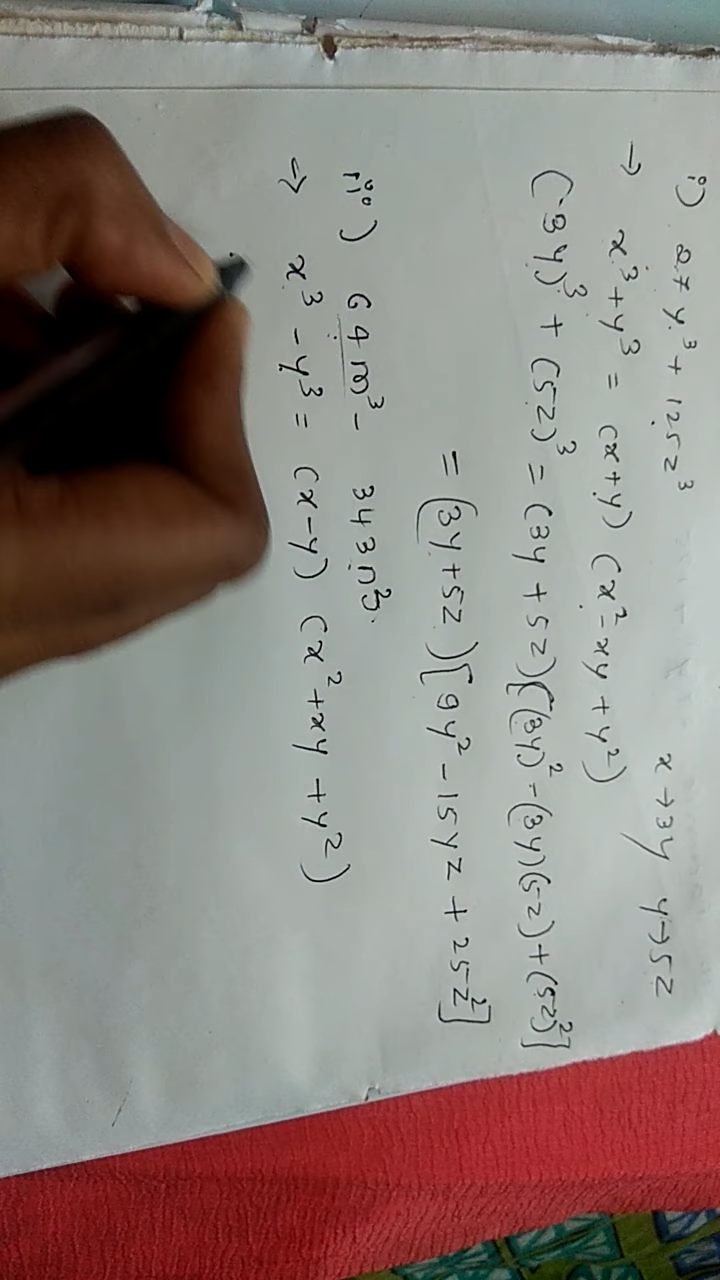 i) 27y³ + 125z³
→ x³ + y³ = (x+y) (x² - xy + y²)
x → 3y y → 5z
(3y)³ + (5z)³ = (3y + 5z)[(3y)² - (3y)(5z) + (5z)²]
= (3y + 5z)[9y² - 15yz + 25z²]
ii) 64m³ - 343n³.
→ x³ - y³ = (x-y) (x² + xy + y²)